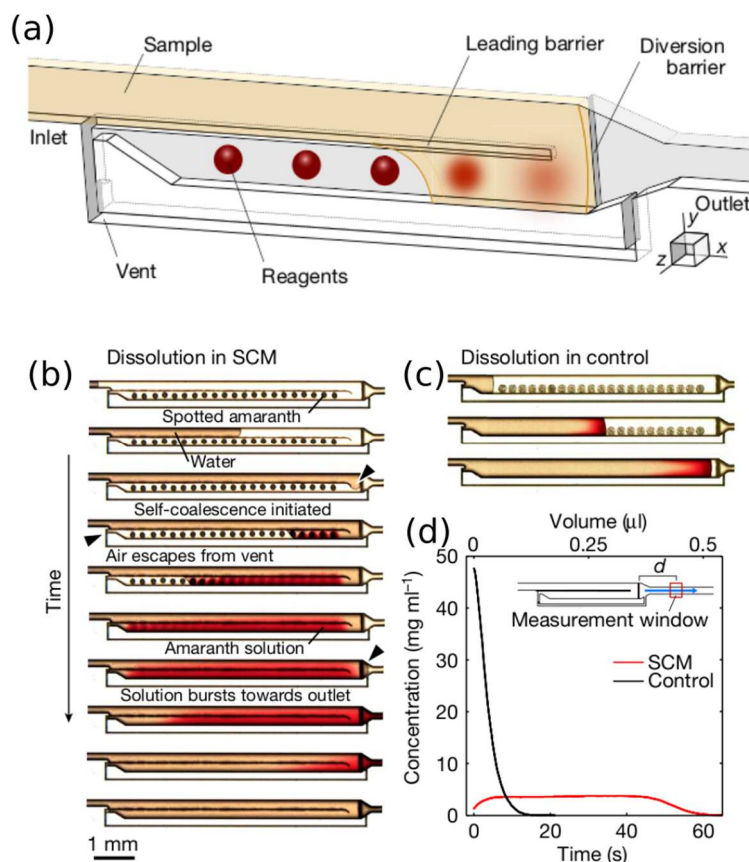 (a)
Sample
Leading barrier
Diversion
barrier
Inlet
Outlet
Vent
Reagents
y
x
z
(b)
Dissolution in SCM
Spotted amaranth
Water
Self-coalescence initiated
Air escapes from vent
Amaranth solution
Solution bursts towards outlet
Time
1 mm
(c)
Dissolution in control
(d)
Volume (µl)
0 0.25 0.5
d
Measurement window
SCM
Control
Concentration (mg ml⁻¹)
50
40
30
20
10
0
0 20 40 60
Time (s)